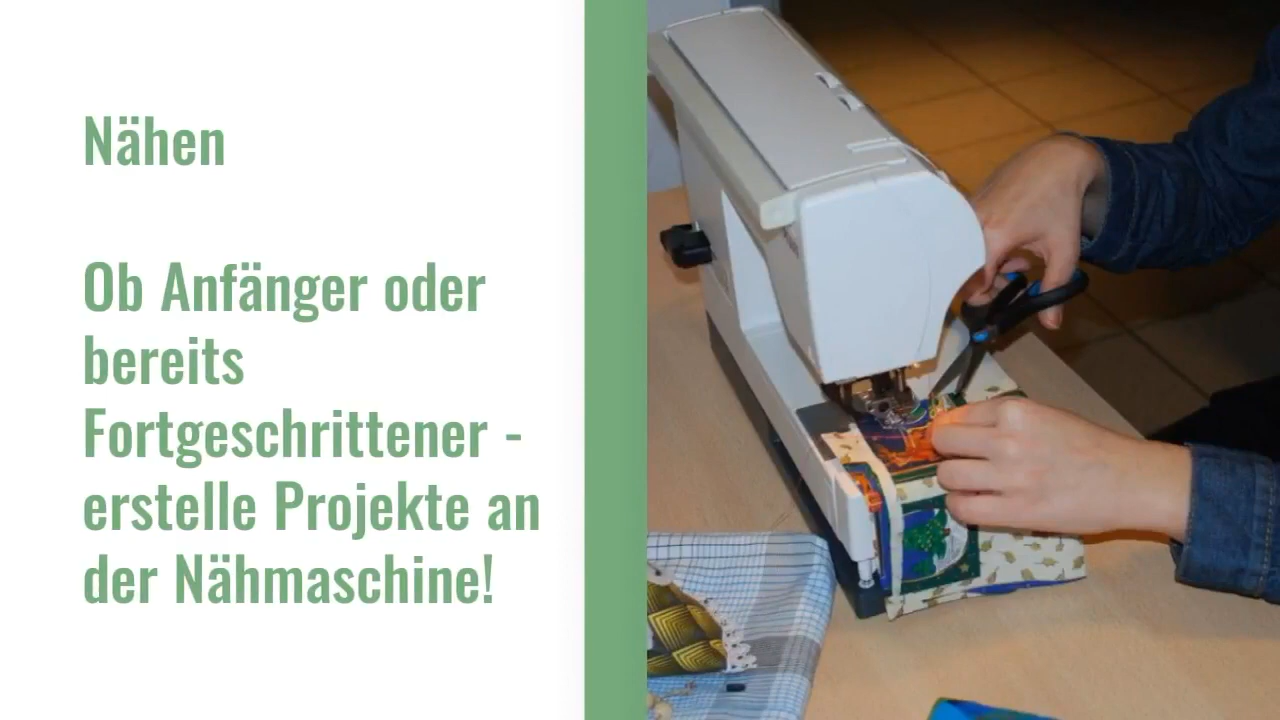 Nähen
Ob Anfänger oder
bereits
Fortgeschrittener -
erstelle Projekte an
der Nähmaschine!